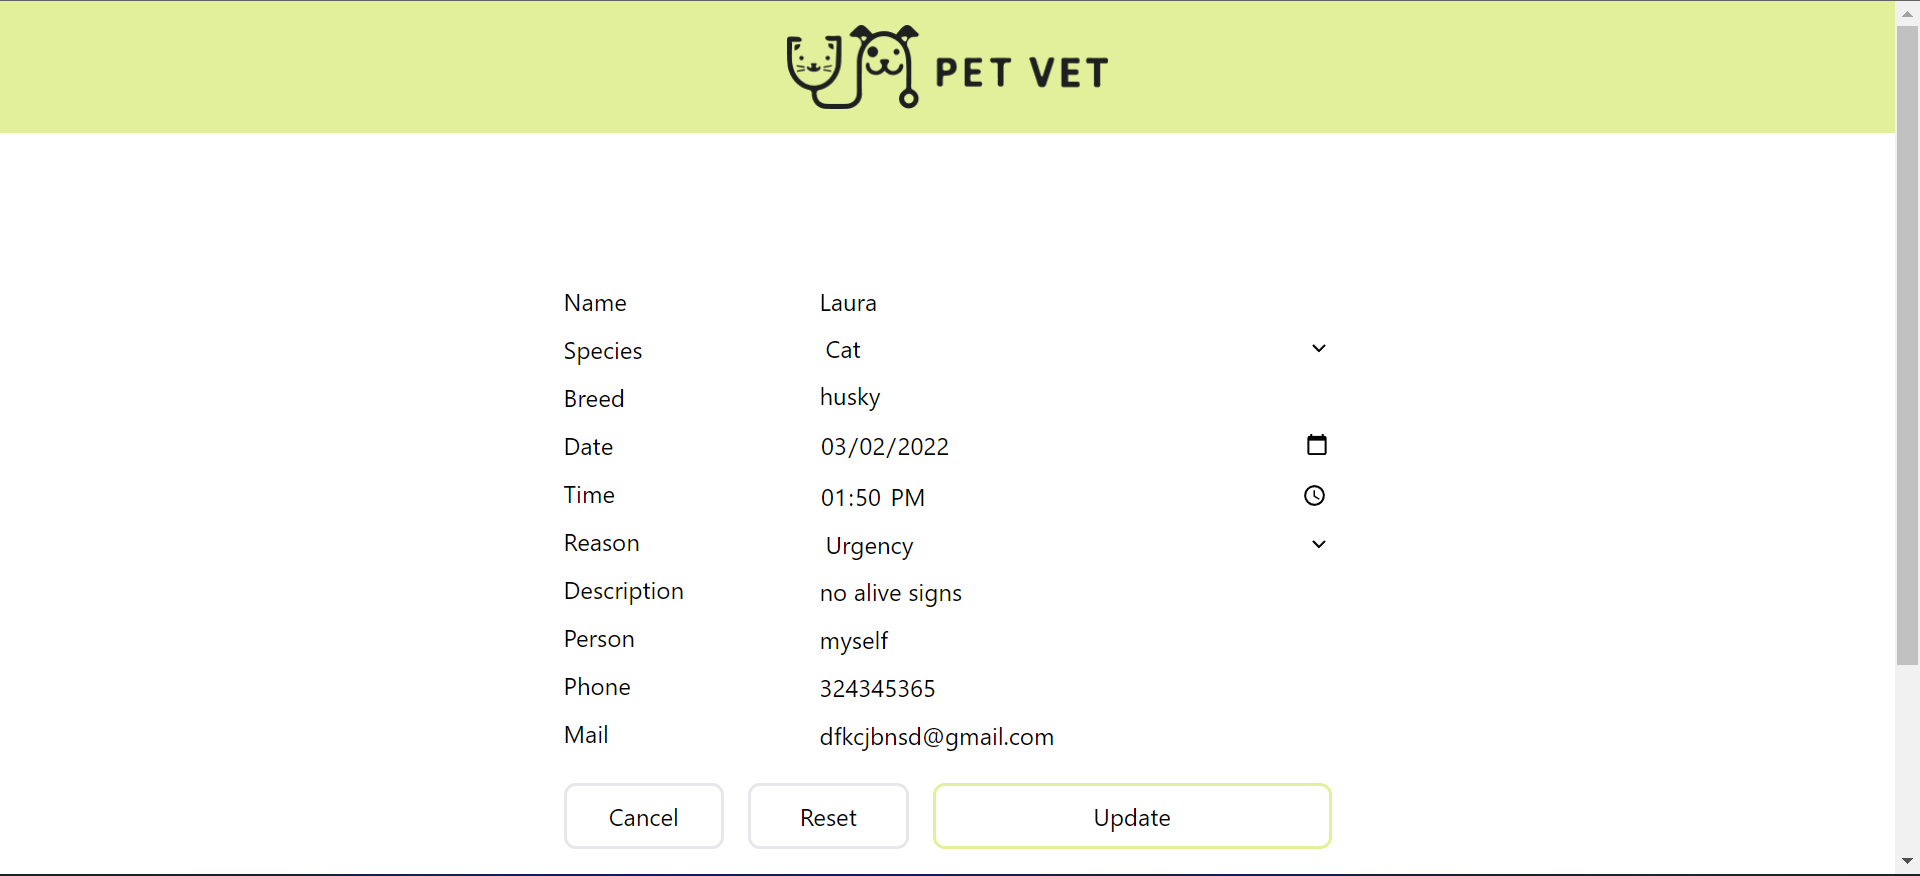 PET VET
Name Laura
Species Cat
Breed husky
Date 03/02/2022
Time 01:50 PM
Reason Urgency
Description no alive signs
Person myself
Phone 324345365
Mail dfkcjbnsd@gmail.com
Cancel Reset Update